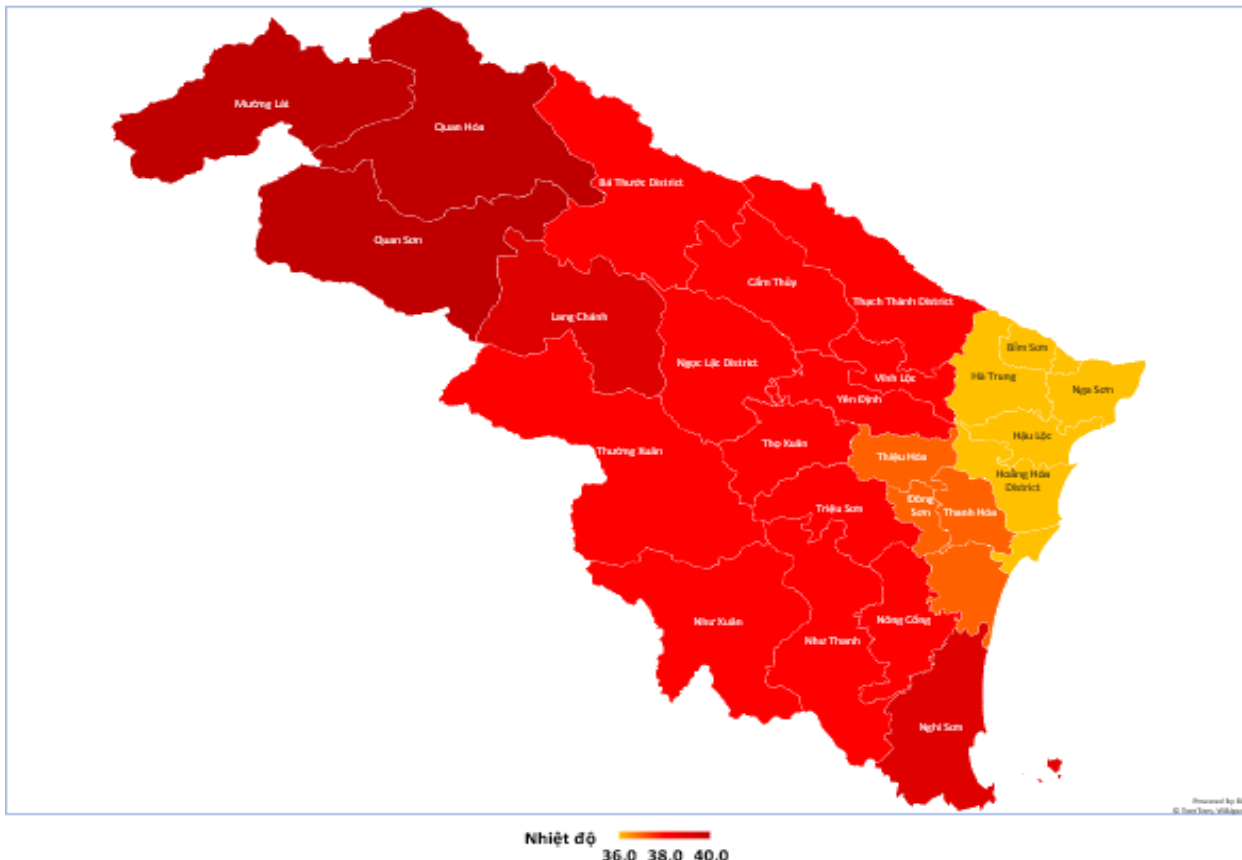 Mường Lát
Quan Hóa
Bá Thước District
Quan Sơn
Cẩm Thủy
Thạch Thành District
Lang Chánh
Bỉm Sơn
Ngọc Lặc District
Vĩnh Lộc
Hà Trung
Nga Sơn
Yên Định
Hậu Lộc
Thọ Xuân
Thường Xuân
Thiệu Hóa
Hoằng Hóa
District
Đông
Sơn
Thanh Hóa
Triệu Sơn
Như Xuân
Như Thanh
Nông Cống
Nghi Sơn
Powered by
© TomTom,
Nhiệt độ
36.0 38.0 40.0